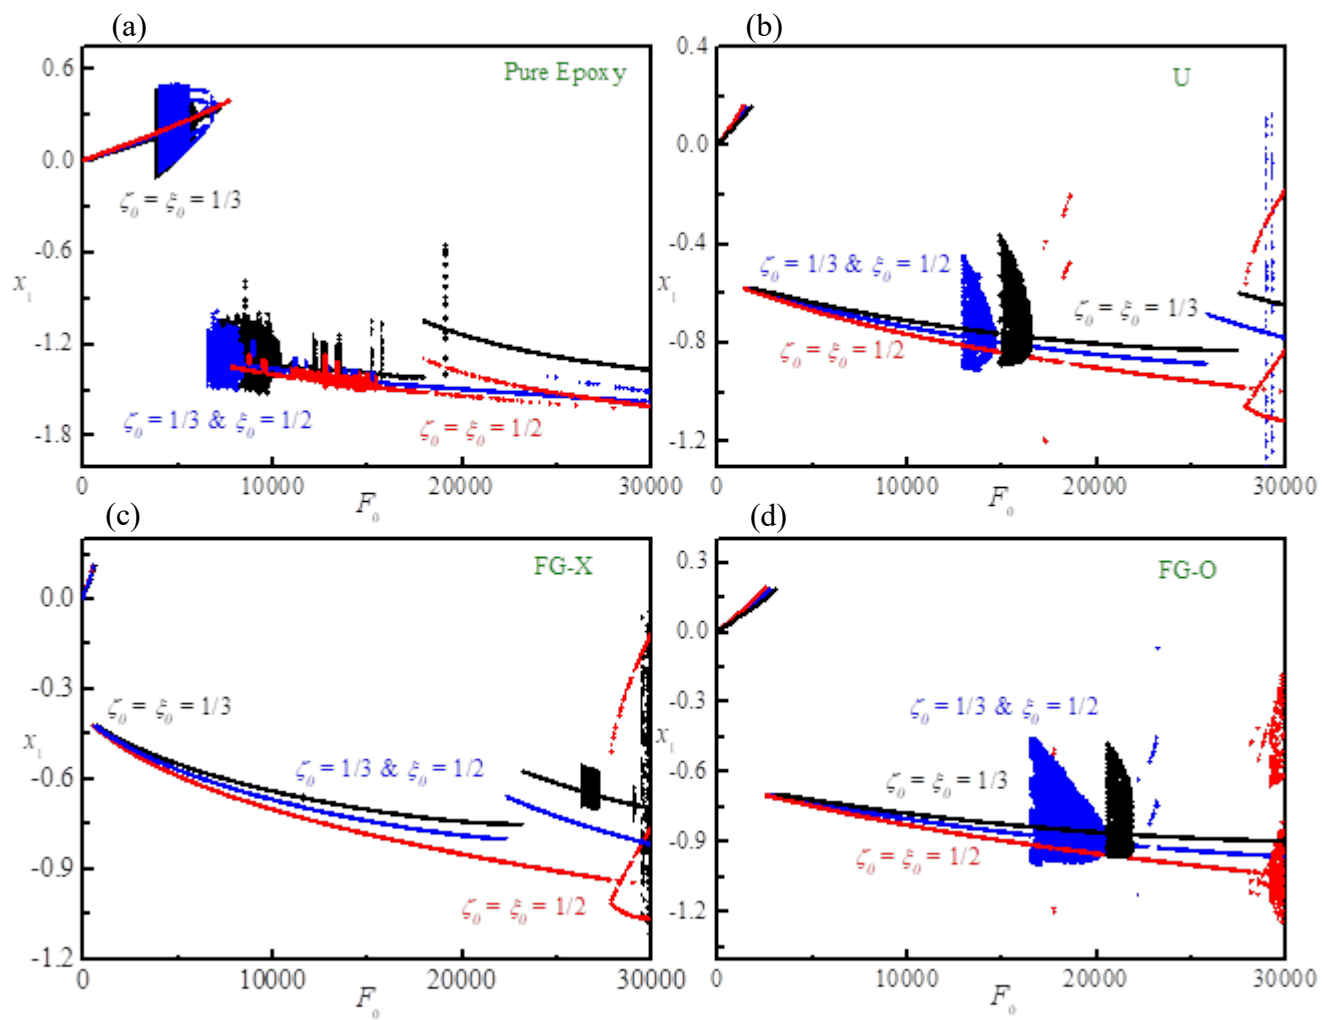 (a)
Pure Epoxy
0.6
0.0
-0.6
-1.2
-1.8
x₁
ζ₀ = ξ₀ = 1/3
ζ₀ = 1/3 & ξ₀ = 1/2
ζ₀ = ξ₀ = 1/2
0 10000 20000 30000
F₀
(b)
U
0.4
0.0
-0.4
-0.8
-1.2
x₁
ζ₀ = 1/3 & ξ₀ = 1/2
ζ₀ = ξ₀ = 1/3
ζ₀ = ξ₀ = 1/2
0 10000 20000 30000
F₀
(c)
FG-X
0.0
-0.3
-0.6
-0.9
-1.2
x₁
ζ₀ = ξ₀ = 1/3
ζ₀ = 1/3 & ξ₀ = 1/2
ζ₀ = ξ₀ = 1/2
0 10000 20000 30000
F₀
(d)
FG-O
0.3
0.0
-0.3
-0.6
-0.9
-1.2
x₁
ζ₀ = 1/3 & ξ₀ = 1/2
ζ₀ = ξ₀ = 1/3
ζ₀ = ξ₀ = 1/2
0 10000 20000 30000
F₀